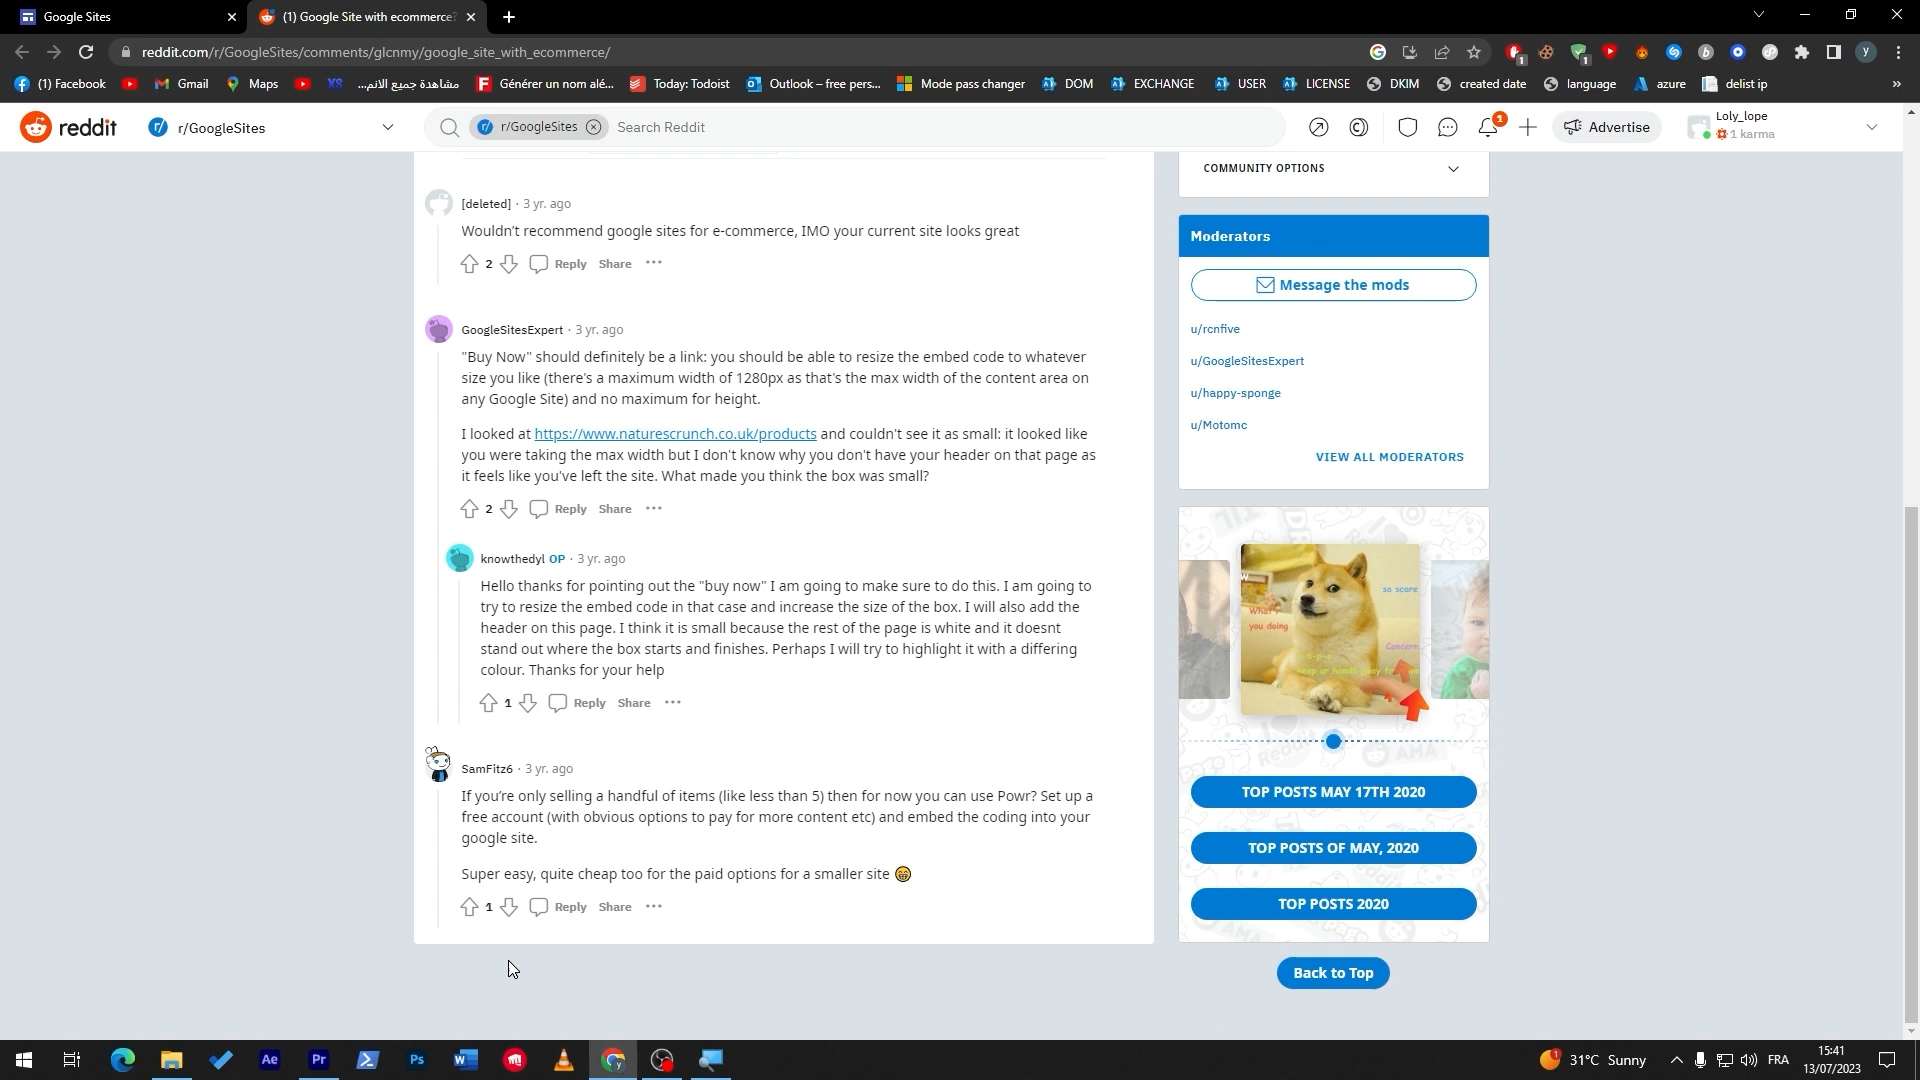 Google Sites
(1) Google Site with ecommerce?
reddit.com/r/GoogleSites/comments/glcnmy/google_site_with_ecommerce/
(1) Facebook
Gmail
Maps
XS
مشاهدة جميع الانم...
Générer un nom alé...
Today: Todoist
Outlook – free pers...
Mode pass changer
DOM
EXCHANGE
USER
LICENSE
DKIM
created date
language
azure
delist ip
»
reddit
r/GoogleSites
r/GoogleSites
Search Reddit
1
Advertise
Loly_lope
1 karma
COMMUNITY OPTIONS
[deleted] · 3 yr. ago
Wouldn’t recommend google sites for e-commerce, IMO your current site looks great
2 Reply Share ···
GoogleSitesExpert · 3 yr. ago
"Buy Now" should definitely be a link: you should be able to resize the embed code to whatever
size you like (there's a maximum width of 1280px as that's the max width of the content area on
any Google Site) and no maximum for height.
I looked at https://www.naturescrunch.co.uk/products and couldn't see it as small: it looked like
you were taking the max width but I don't know why you don't have your header on that page as
it feels like you've left the site. What made you think the box was small?
2 Reply Share ···
knowthedyl OP · 3 yr. ago
Hello thanks for pointing out the "buy now" I am going to make sure to do this. I am going to
try to resize the embed code in that case and increase the size of the box. I will also add the
header on this page. I think it is small because the rest of the page is white and it doesnt
stand out where the box starts and finishes. Perhaps I will try to highlight it with a differing
colour. Thanks for your help
1 Reply Share ···
SamFitz6 · 3 yr. ago
If you’re only selling a handful of items (like less than 5) then for now you can use Powr? Set up a
free account (with obvious options to pay for more content etc) and embed the coding into your
google site.
Super easy, quite cheap too for the paid options for a smaller site 😁
1 Reply Share ···
Moderators
Message the mods
u/rcnfive
u/GoogleSitesExpert
u/happy-sponge
u/Motomc
VIEW ALL MODERATORS
so scare
What r
you doing
Concern
TOP POSTS MAY 17TH 2020
TOP POSTS OF MAY, 2020
TOP POSTS 2020
Back to Top
Ae
Pr
Ps
31°C Sunny
FRA
15:41
13/07/2023